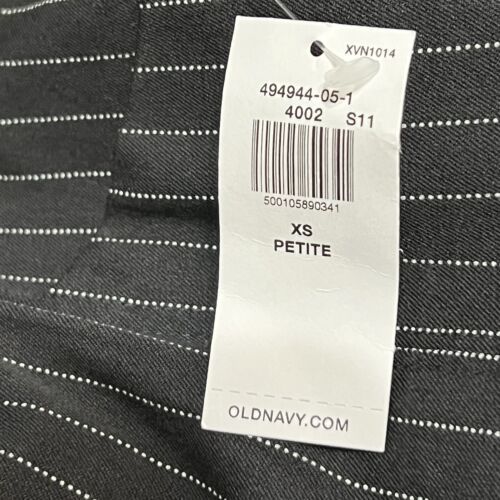 XVN1014
494944-05-1
4002 S11
500105890341
XS
PETITE
OLDNAVY.COM